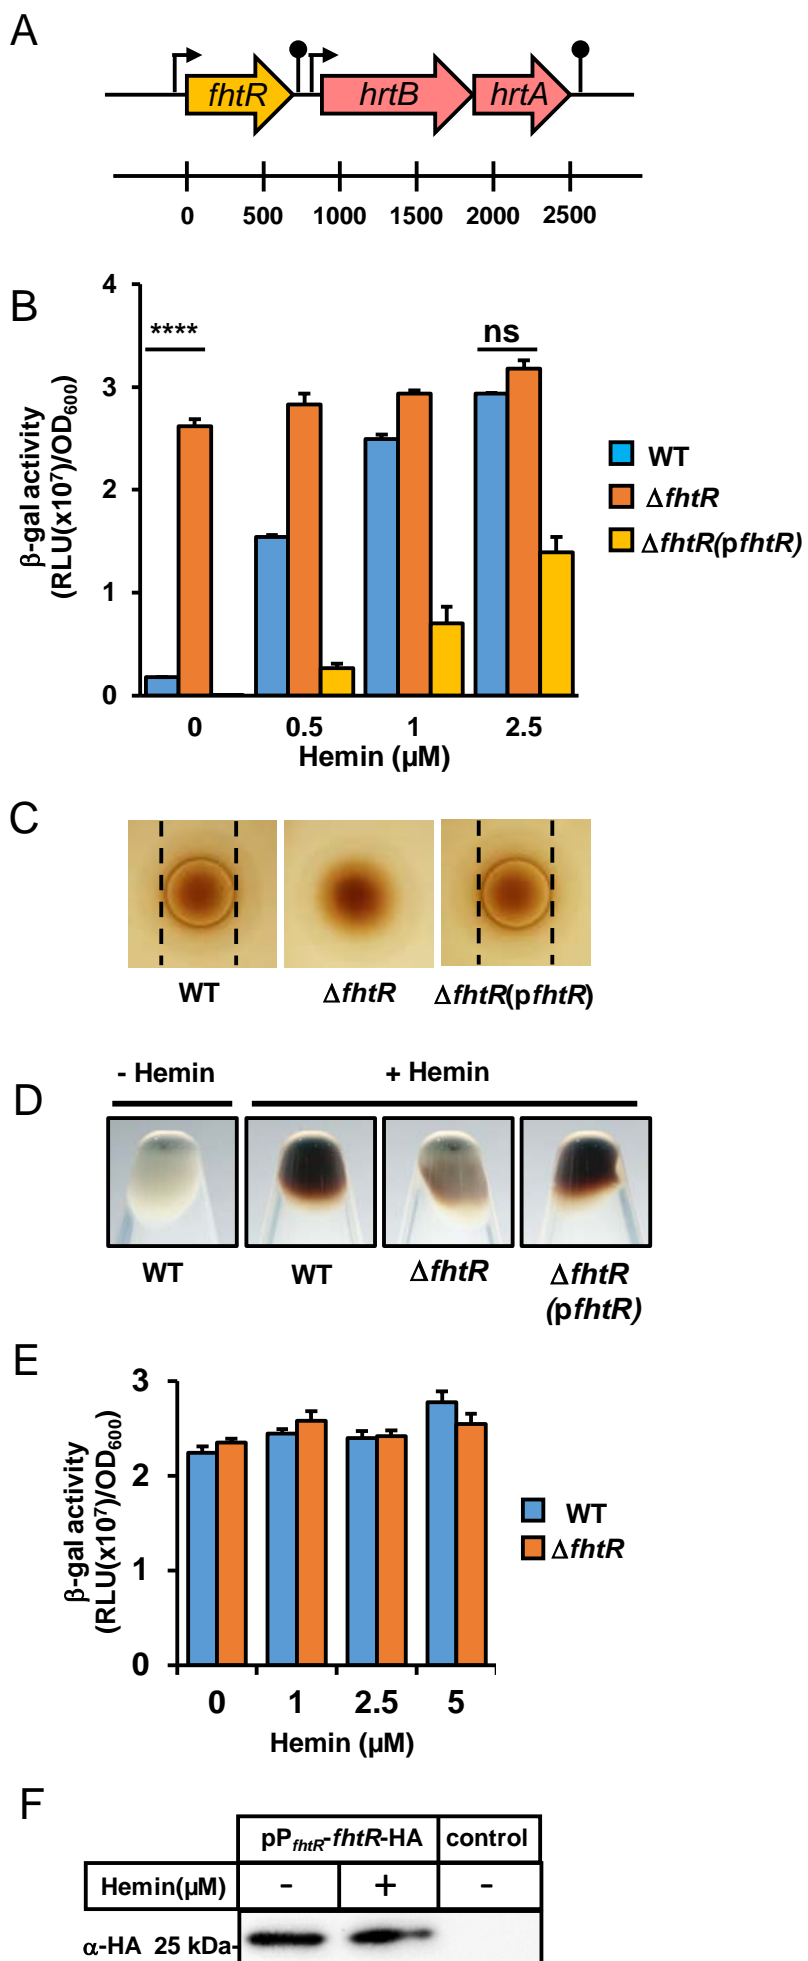 A
fhtR hrtB hrtA
0 500 1000 1500 2000 2500
B
β-gal activity
(RLU(x10⁷)/OD₆₀₀)
4
3
2
1
0
**** ns
WT
ΔfhtR
ΔfhtR(pfhtR)
0 0.5 1 2.5
Hemin (µM)
C
WT ΔfhtR ΔfhtR(pfhtR)
D
- Hemin + Hemin
WT WT ΔfhtR ΔfhtR
(pfhtR)
E
β-gal activity
(RLU(x10⁷)/OD₆₀₀)
3
2
1
0
WT
ΔfhtR
0 1 2.5 5
Hemin (µM)
F
pPfhtR-fhtR-HA control
Hemin(µM) - + -
α-HA 25 kDa-